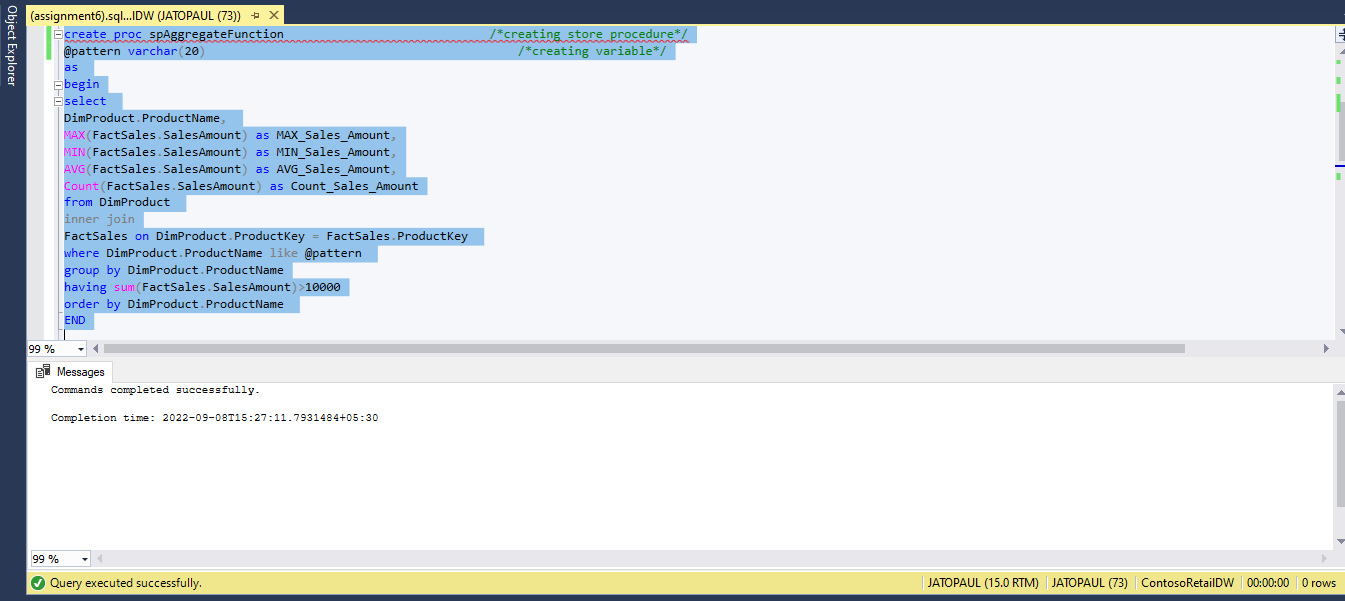 Object Explorer
(assignment6).sql...IDW (JATOPAUL (73))
create proc spAggregateFunction /*creating store procedure*/
@pattern varchar(20) /*creating variable*/
as
begin
select
DimProduct.ProductName,
MAX(FactSales.SalesAmount) as MAX_Sales_Amount,
MIN(FactSales.SalesAmount) as MIN_Sales_Amount,
AVG(FactSales.SalesAmount) as AVG_Sales_Amount,
Count(FactSales.SalesAmount) as Count_Sales_Amount
from DimProduct
inner join
FactSales on DimProduct.ProductKey = FactSales.ProductKey
where DimProduct.ProductName like @pattern
group by DimProduct.ProductName
having sum(FactSales.SalesAmount)>10000
order by DimProduct.ProductName
END
99 %
Messages
Commands completed successfully.
Completion time: 2022-09-08T15:27:11.7931484+05:30
99 %
Query executed successfully. JATOPAUL (15.0 RTM) JATOPAUL (73) ContosoRetailDW 00:00:00 0 rows